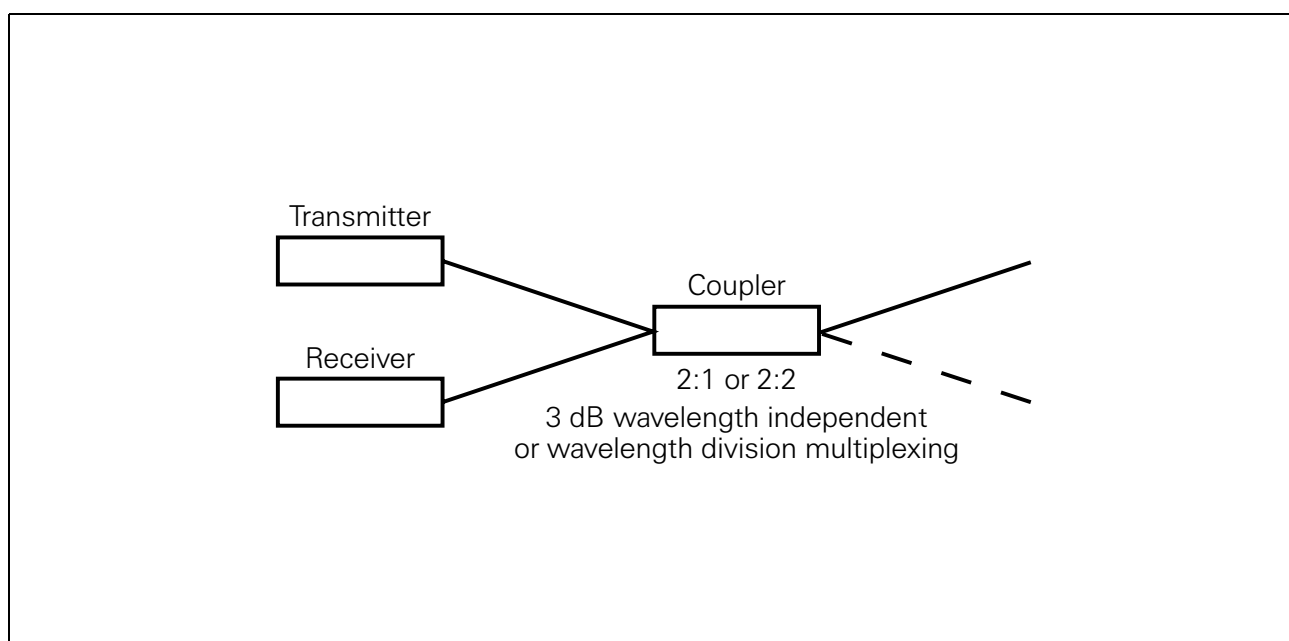 Transmitter
Coupler
Receiver
2:1 or 2:2
3 dB wavelength independent
or wavelength division multiplexing